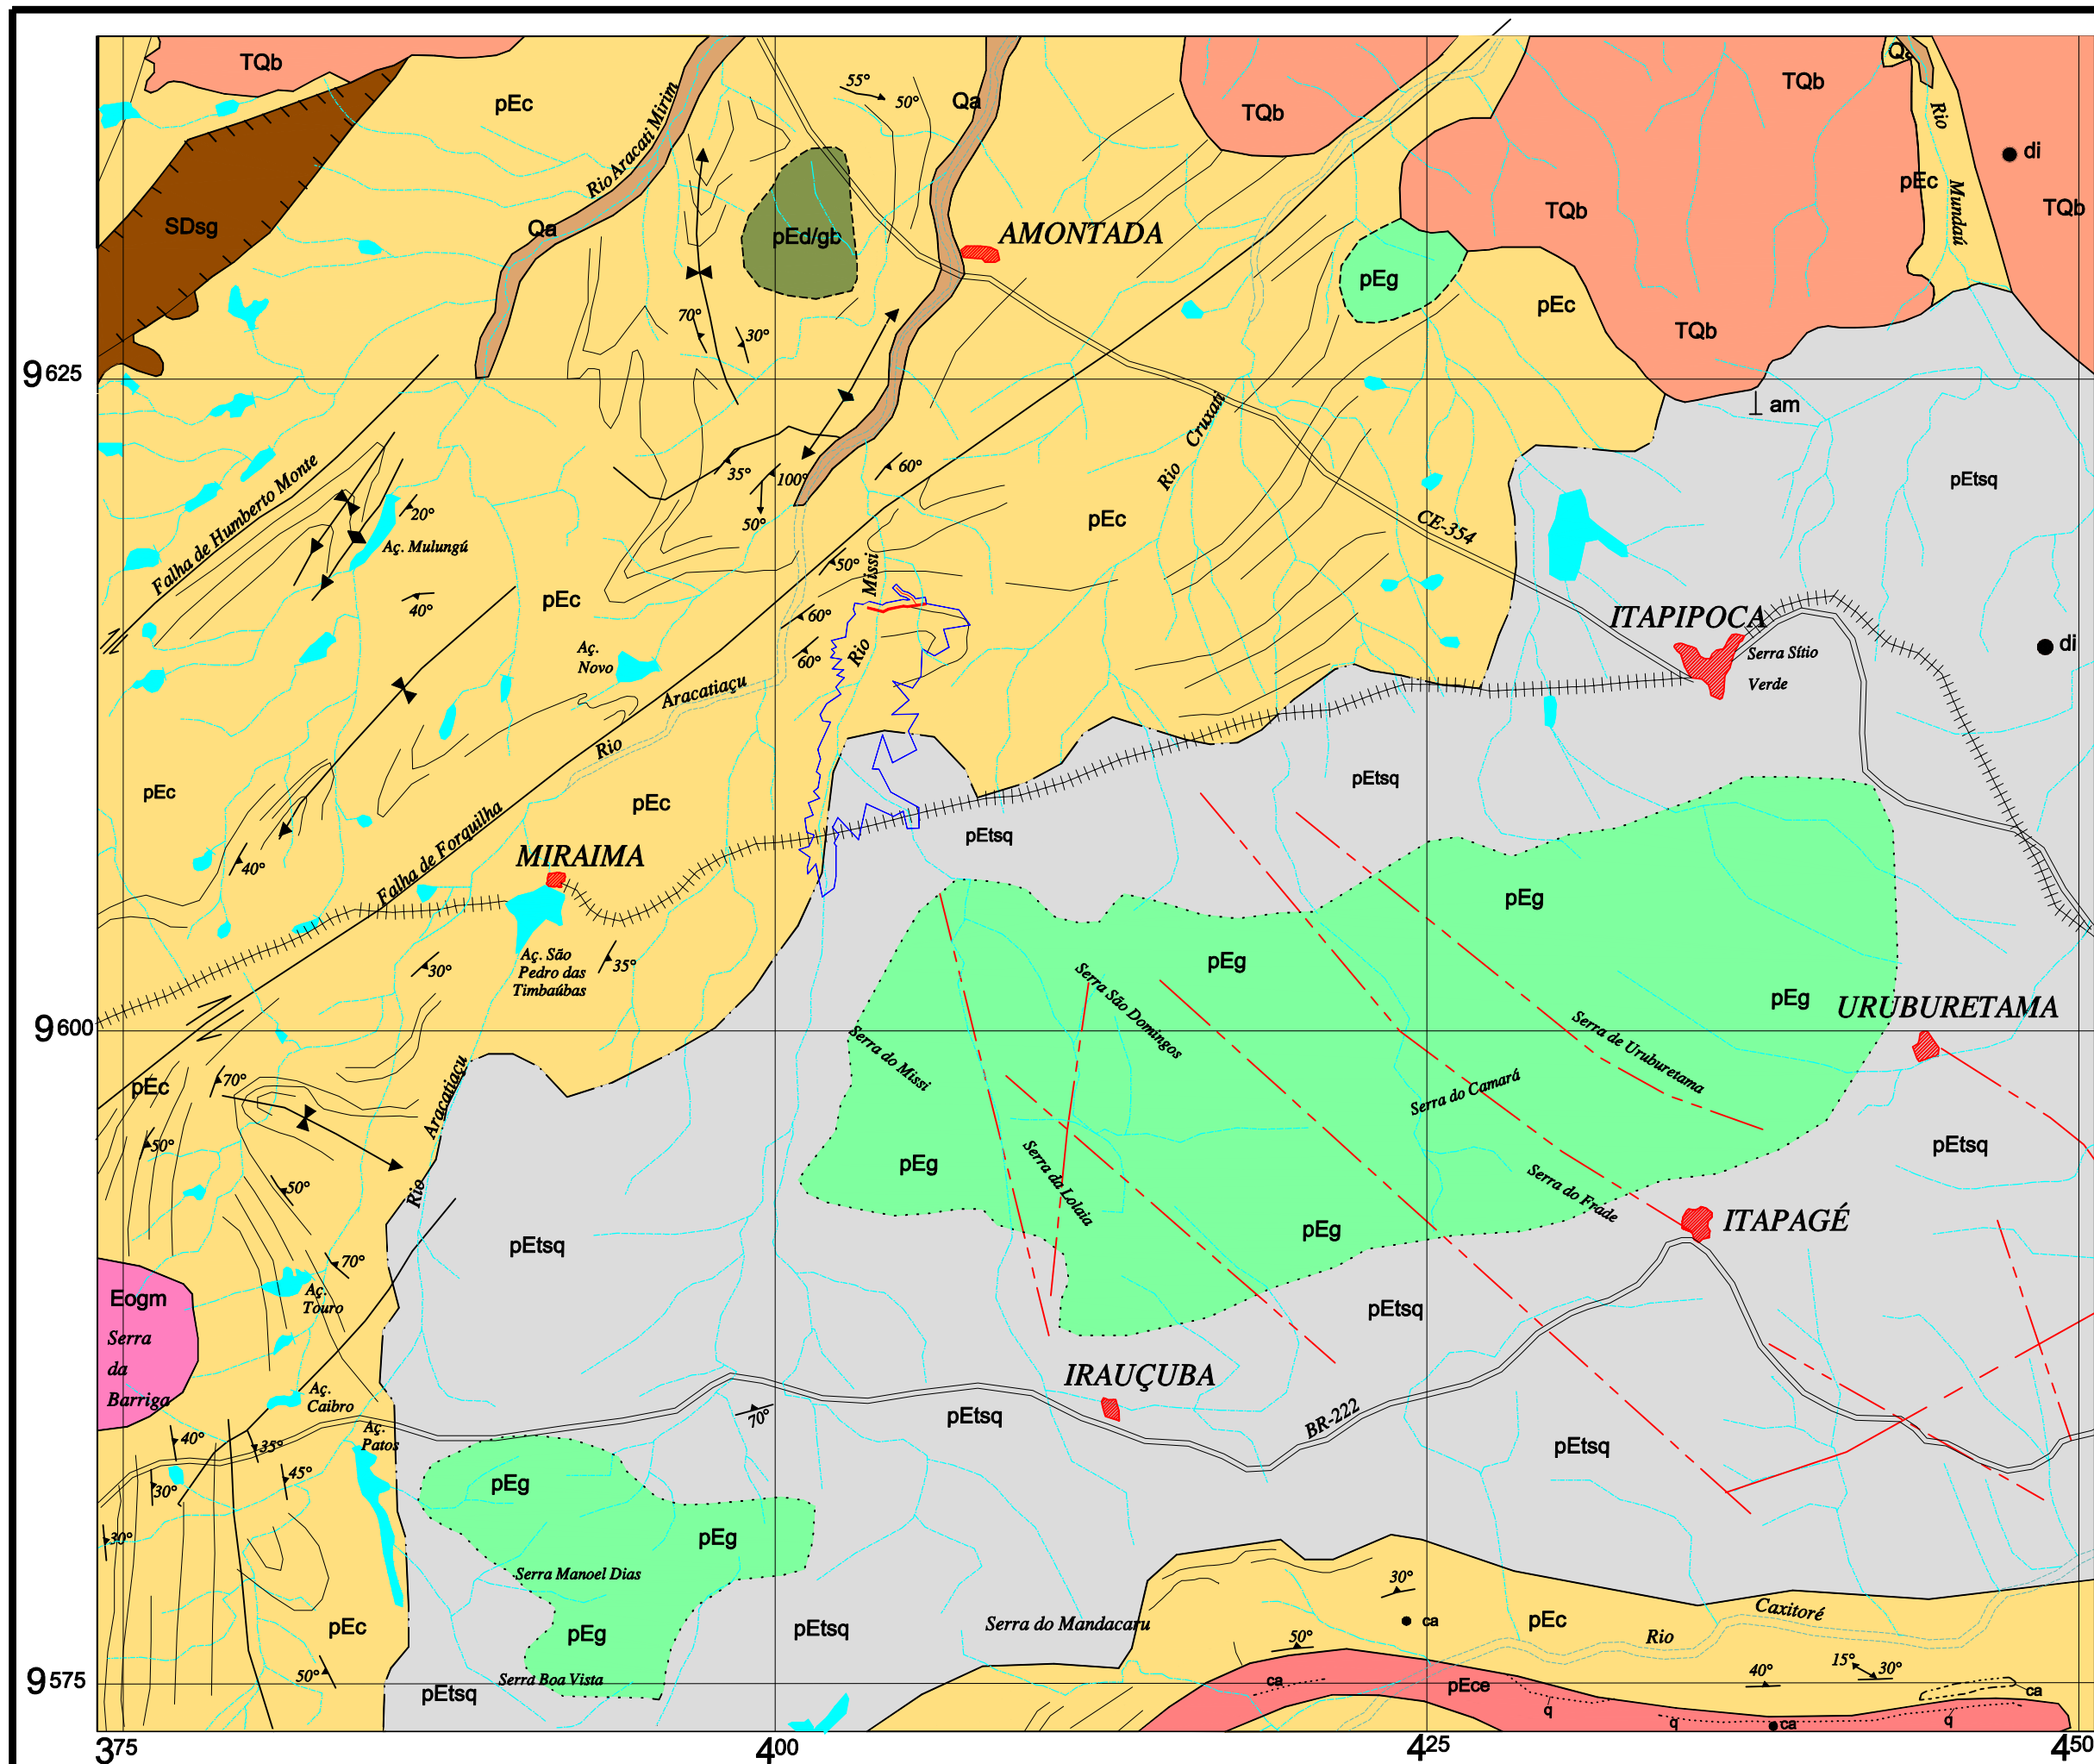 TQb
pEc
55°
50°
Qa
TQb
TQb
Qa
Rio
Mundaú
di
SDsg
Rio Aracati Mirim
Qa
pEd/gb
AMONTADA
TQb
pEc
TQb
pEg
pEc
TQb
70°
30°
9625
am
Rio Cruxati
Falha de Humberto Monte
35°
100°
60°
50°
pEtsq
20°
Aç. Mulungú
pEc
CE-354
50°
Rio Missi
40°
pEc
60°
60°
ITAPIPOCA
Serra Sítio
Verde
di
Aç.
Novo
Rio Aracatiaçu
pEc
pEc
pEtsq
pEtsq
Falha de Forquilha
MIRAIMA
40°
pEg
pEg
pEg
30°
35°
Aç. São
Pedro das
Timbaúbas
URUBURETAMA
9600
Serra do Missi
Serra São Domingos
Serra de Uruburetama
Serra do Camará
pEc
70°
Rio Aracatiaçu
50°
50°
pEtsq
pEg
Serra da Lolaia
Serra do Frade
pEg
ITAPAGÉ
pEtsq
70°
Aç.
Touro
Eogm
Serra
da
Barriga
pEtsq
IRAUÇUBA
Aç.
Caibro
Aç.
Patos
70°
pEtsq
BR-222
pEtsq
40°
35°
45°
30°
30°
pEg
pEg
Serra Manoel Dias
pEg
pEc
pEtsq
Serra do Mandacaru
30°
ca
pEc
Rio Caxitoré
50°
50°
Serra Boa Vista
pEtsq
9575
ca
pEce
q
40°
15°
30°
ca
q
ca
q
375
400
425
450